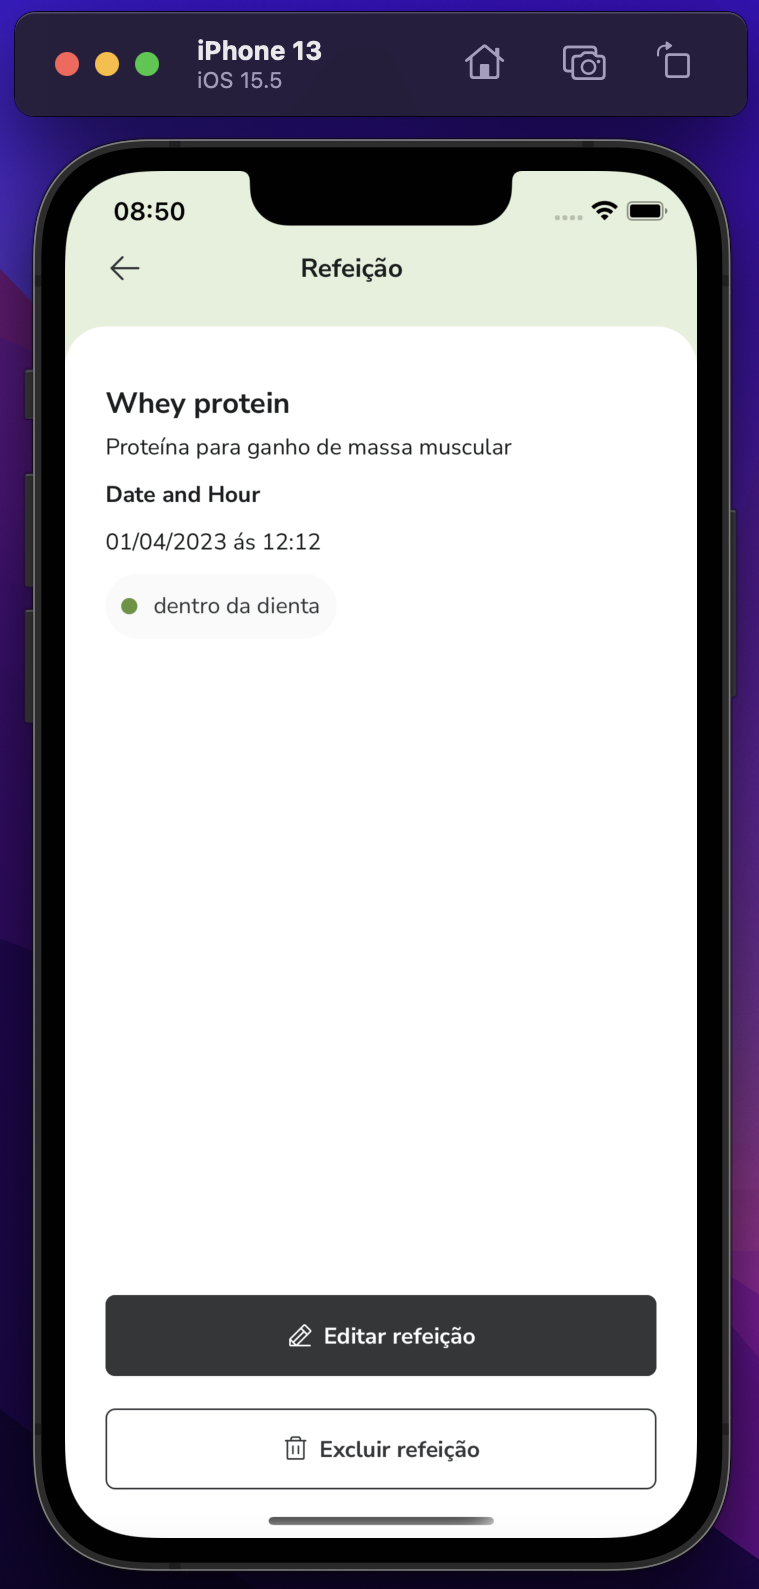 iPhone 13
iOS 15.5
08:50
Refeição
Whey protein
Proteína para ganho de massa muscular
Date and Hour
01/04/2023 ás 12:12
dentro da dienta
Editar refeição
Excluir refeição